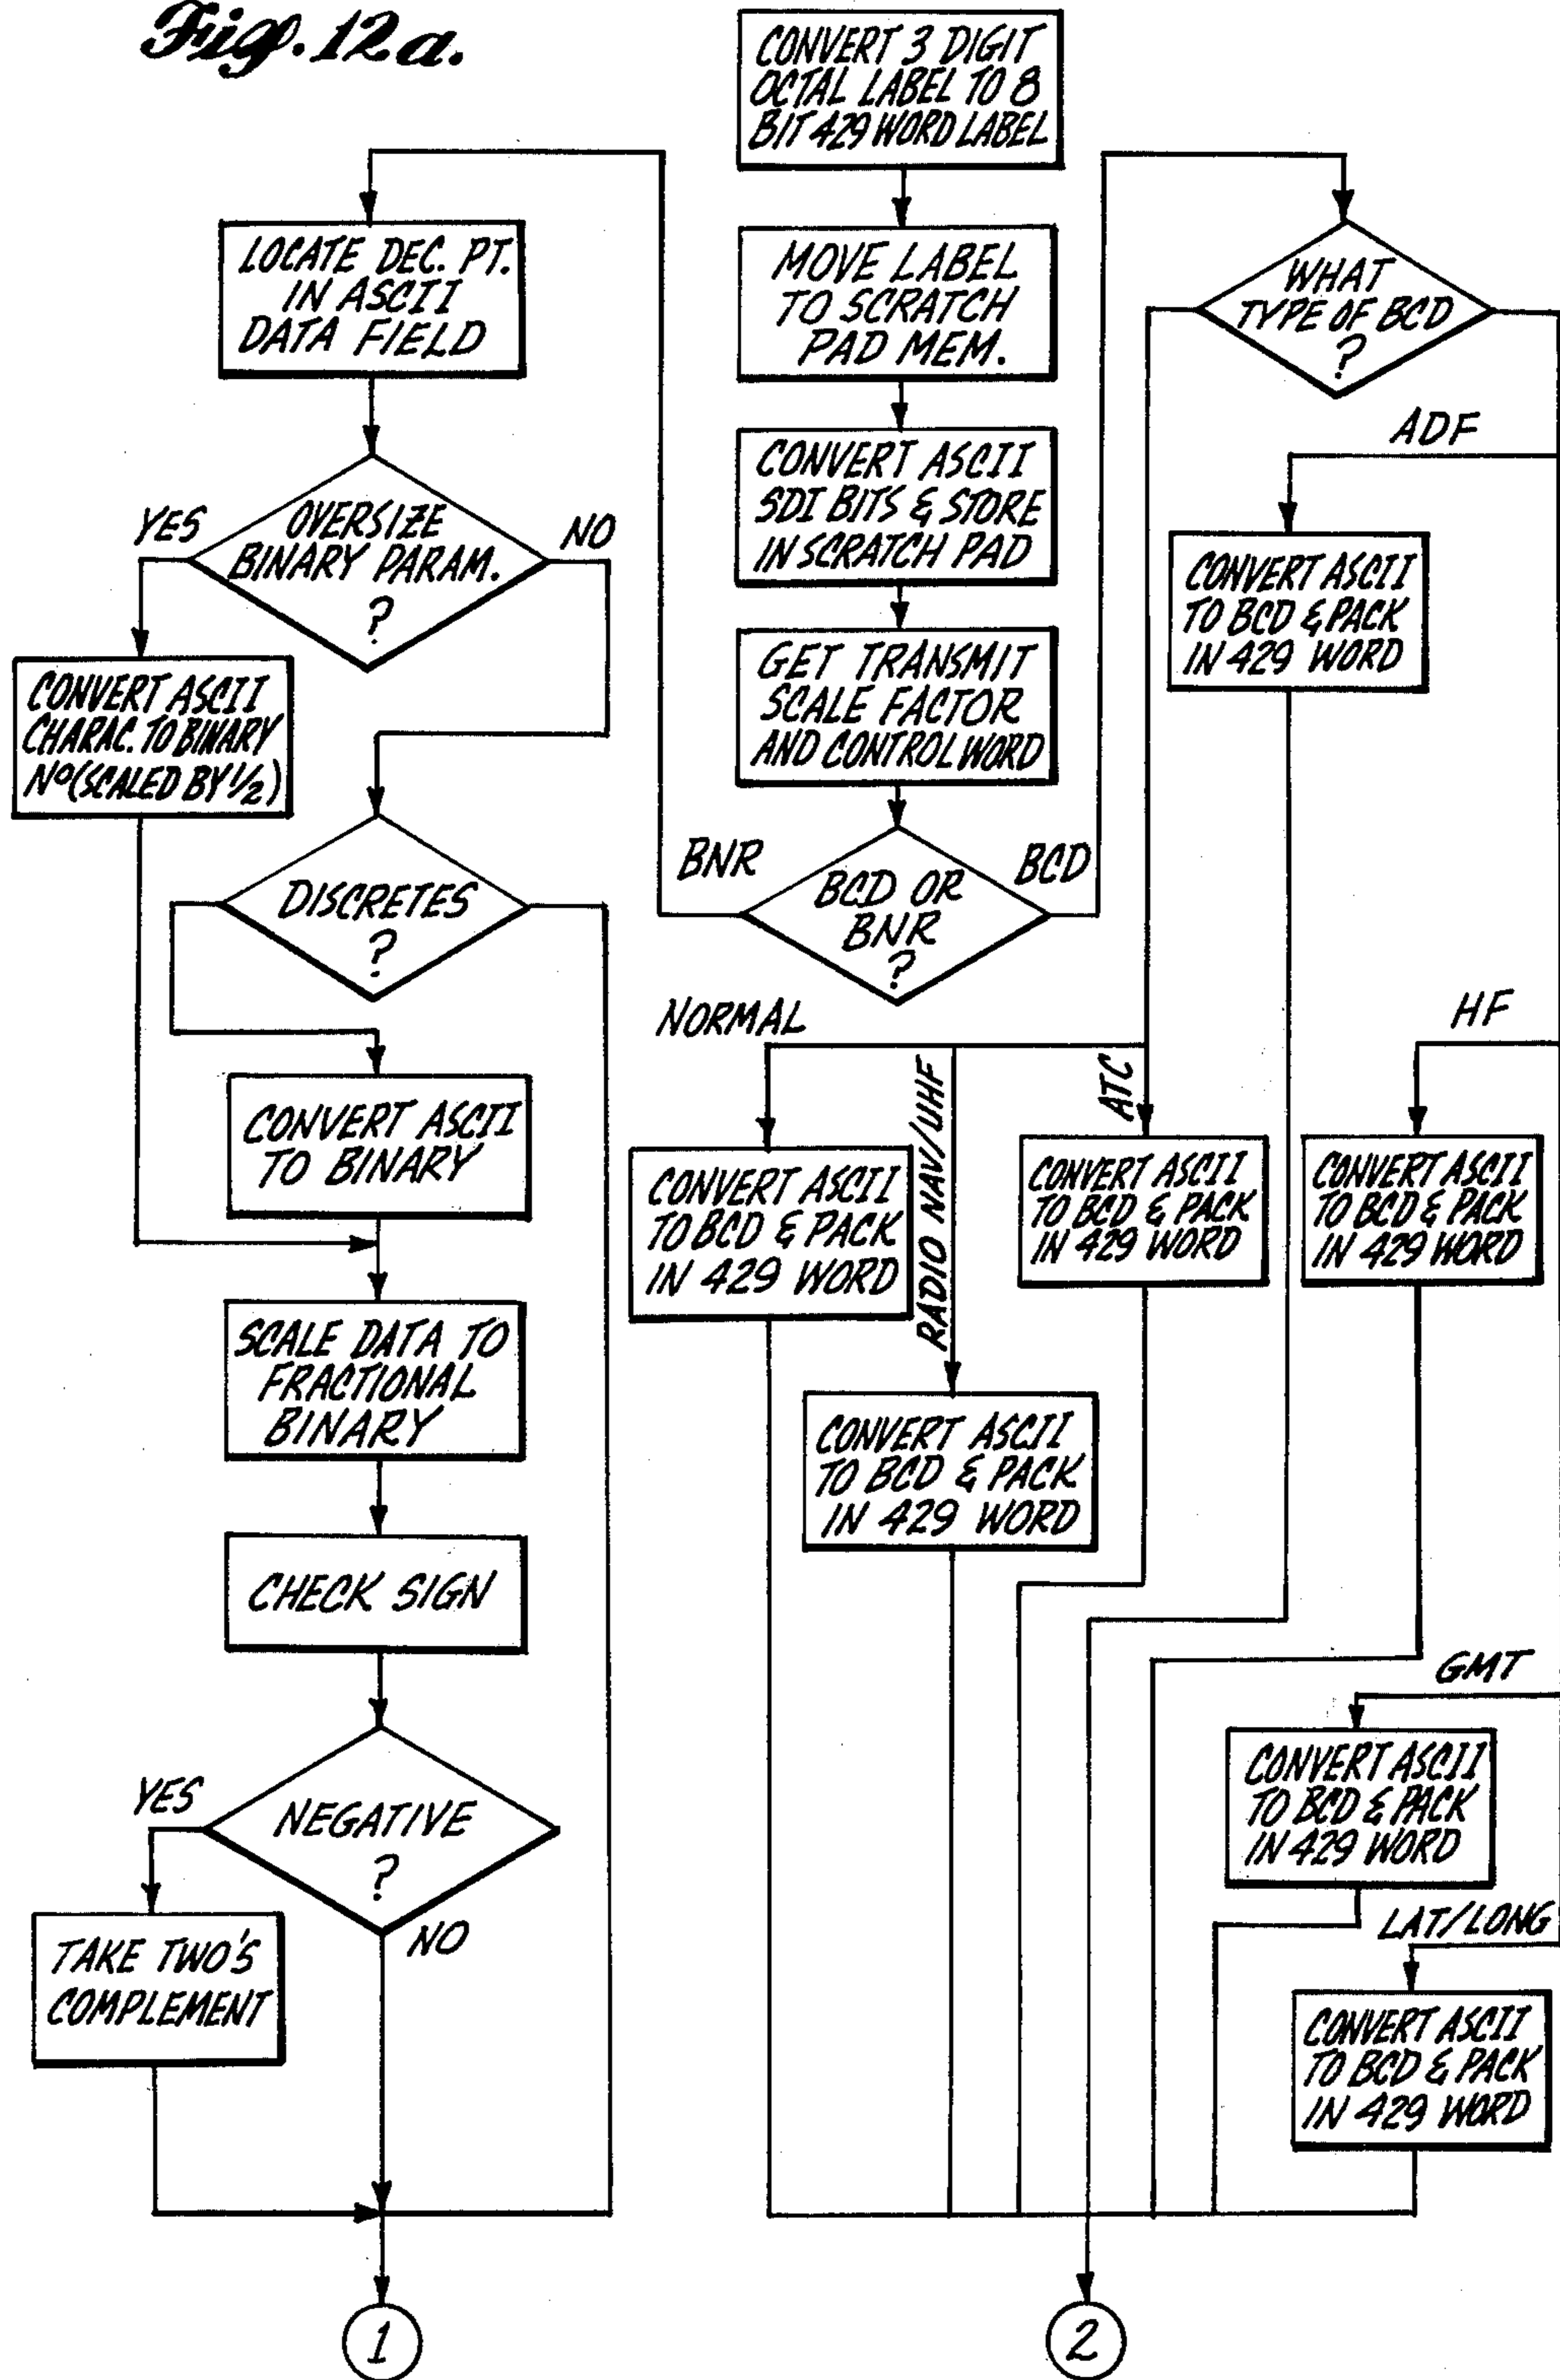 Fig. 12a.
CONVERT 3 DIGIT
OCTAL LABEL TO 8
BIT 429 WORD LABEL
MOVE LABEL
TO SCRATCH
PAD MEM.
CONVERT ASCII
SDI BITS & STORE
IN SCRATCH PAD
GET TRANSMIT
SCALE FACTOR
AND CONTROL WORD
BNR
BCD OR
BNR
?
BCD
LOCATE DEC. PT.
IN ASCII
DATA FIELD
YES
OVERSIZE
BINARY PARAM.
?
NO
CONVERT ASCII
CHARAC. TO BINARY
Nº (SCALED BY 1/2)
DISCRETES
?
CONVERT ASCII
TO BINARY
SCALE DATA TO
FRACTIONAL
BINARY
CHECK SIGN
YES
NEGATIVE
?
NO
TAKE TWO'S
COMPLEMENT
1
WHAT
TYPE OF BCD
?
ADF
CONVERT ASCII
TO BCD & PACK
IN 429 WORD
NORMAL
CONVERT ASCII
TO BCD & PACK
IN 429 WORD
RADIO NAV/UHF
CONVERT ASCII
TO BCD & PACK
IN 429 WORD
ATC
CONVERT ASCII
TO BCD & PACK
IN 429 WORD
HF
CONVERT ASCII
TO BCD & PACK
IN 429 WORD
GMT
CONVERT ASCII
TO BCD & PACK
IN 429 WORD
LAT/LONG
CONVERT ASCII
TO BCD & PACK
IN 429 WORD
2